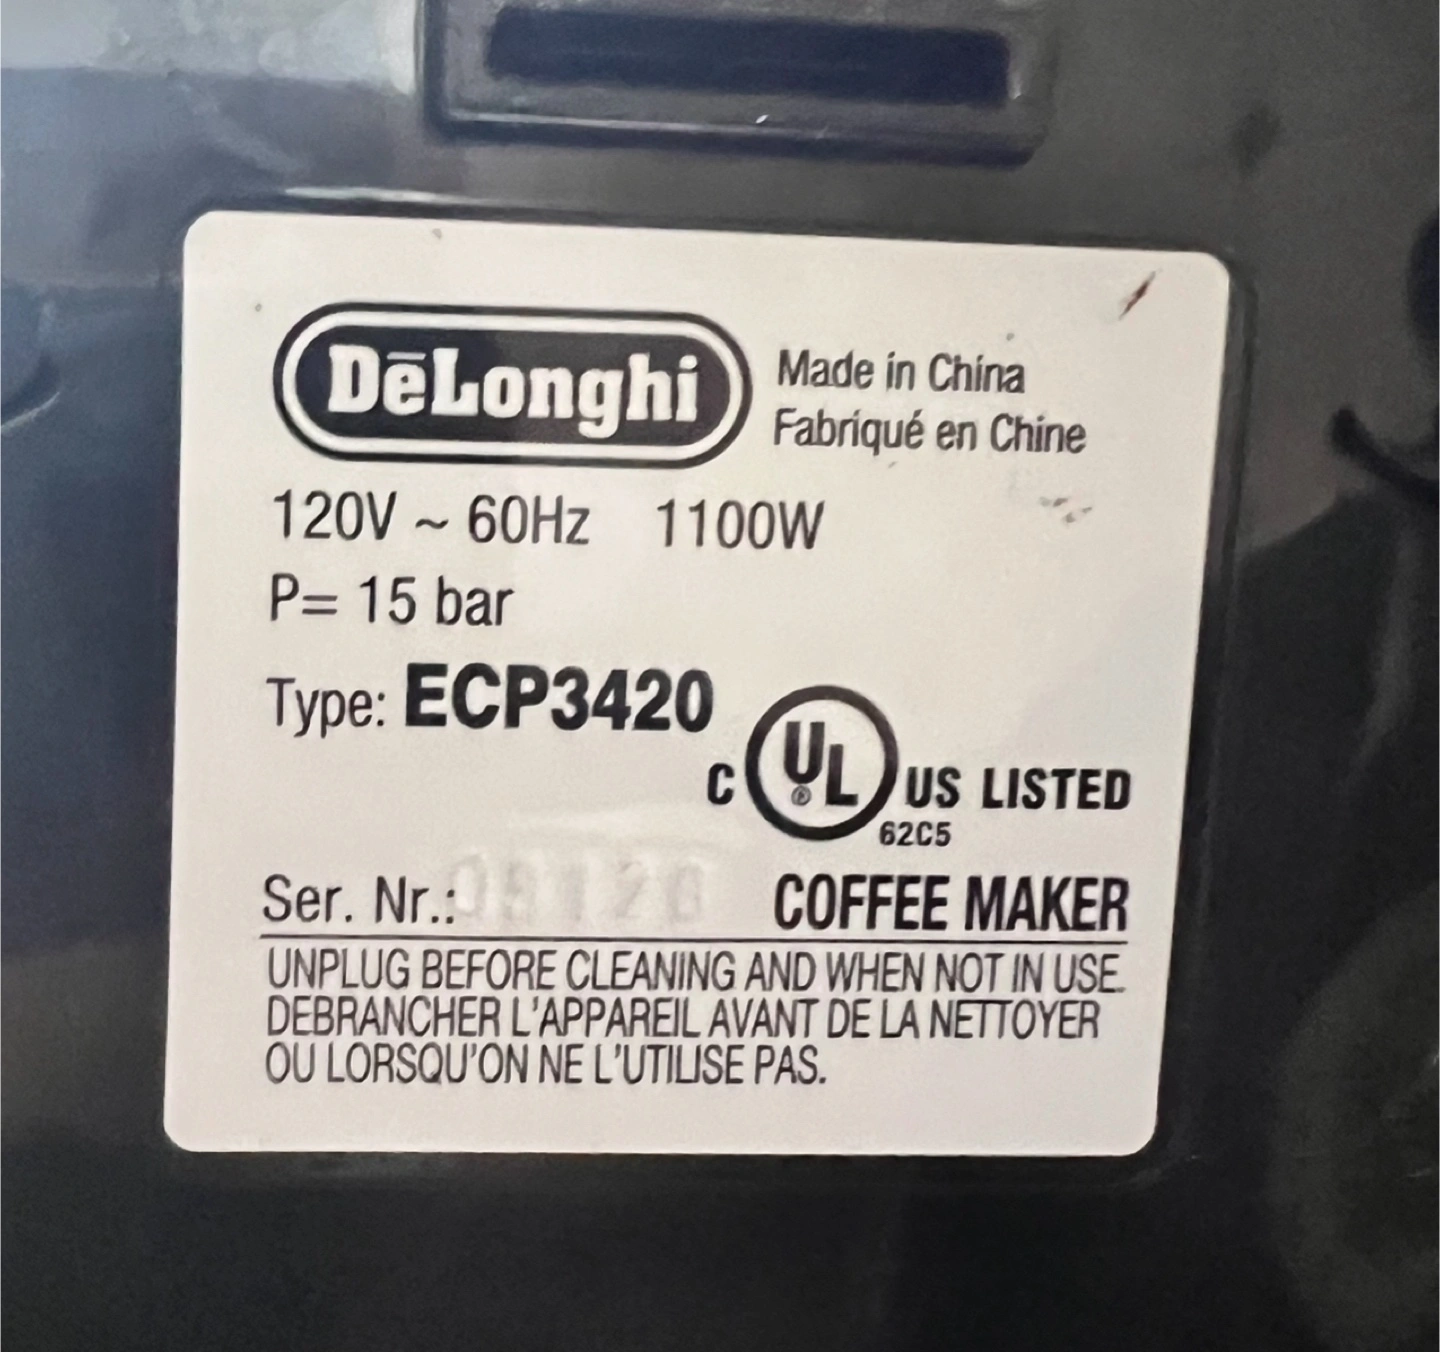 DēLonghi
Made in China
Fabriqué en Chine
120V ~ 60Hz 1100W
P= 15 bar
Type: ECP3420
C UL® US LISTED
62C5
Ser. Nr.:
COFFEE MAKER
UNPLUG BEFORE CLEANING AND WHEN NOT IN USE.
DEBRANCHER L'APPAREIL AVANT DE LA NETTOYER
OU LORSQU'ON NE L'UTILISE PAS.